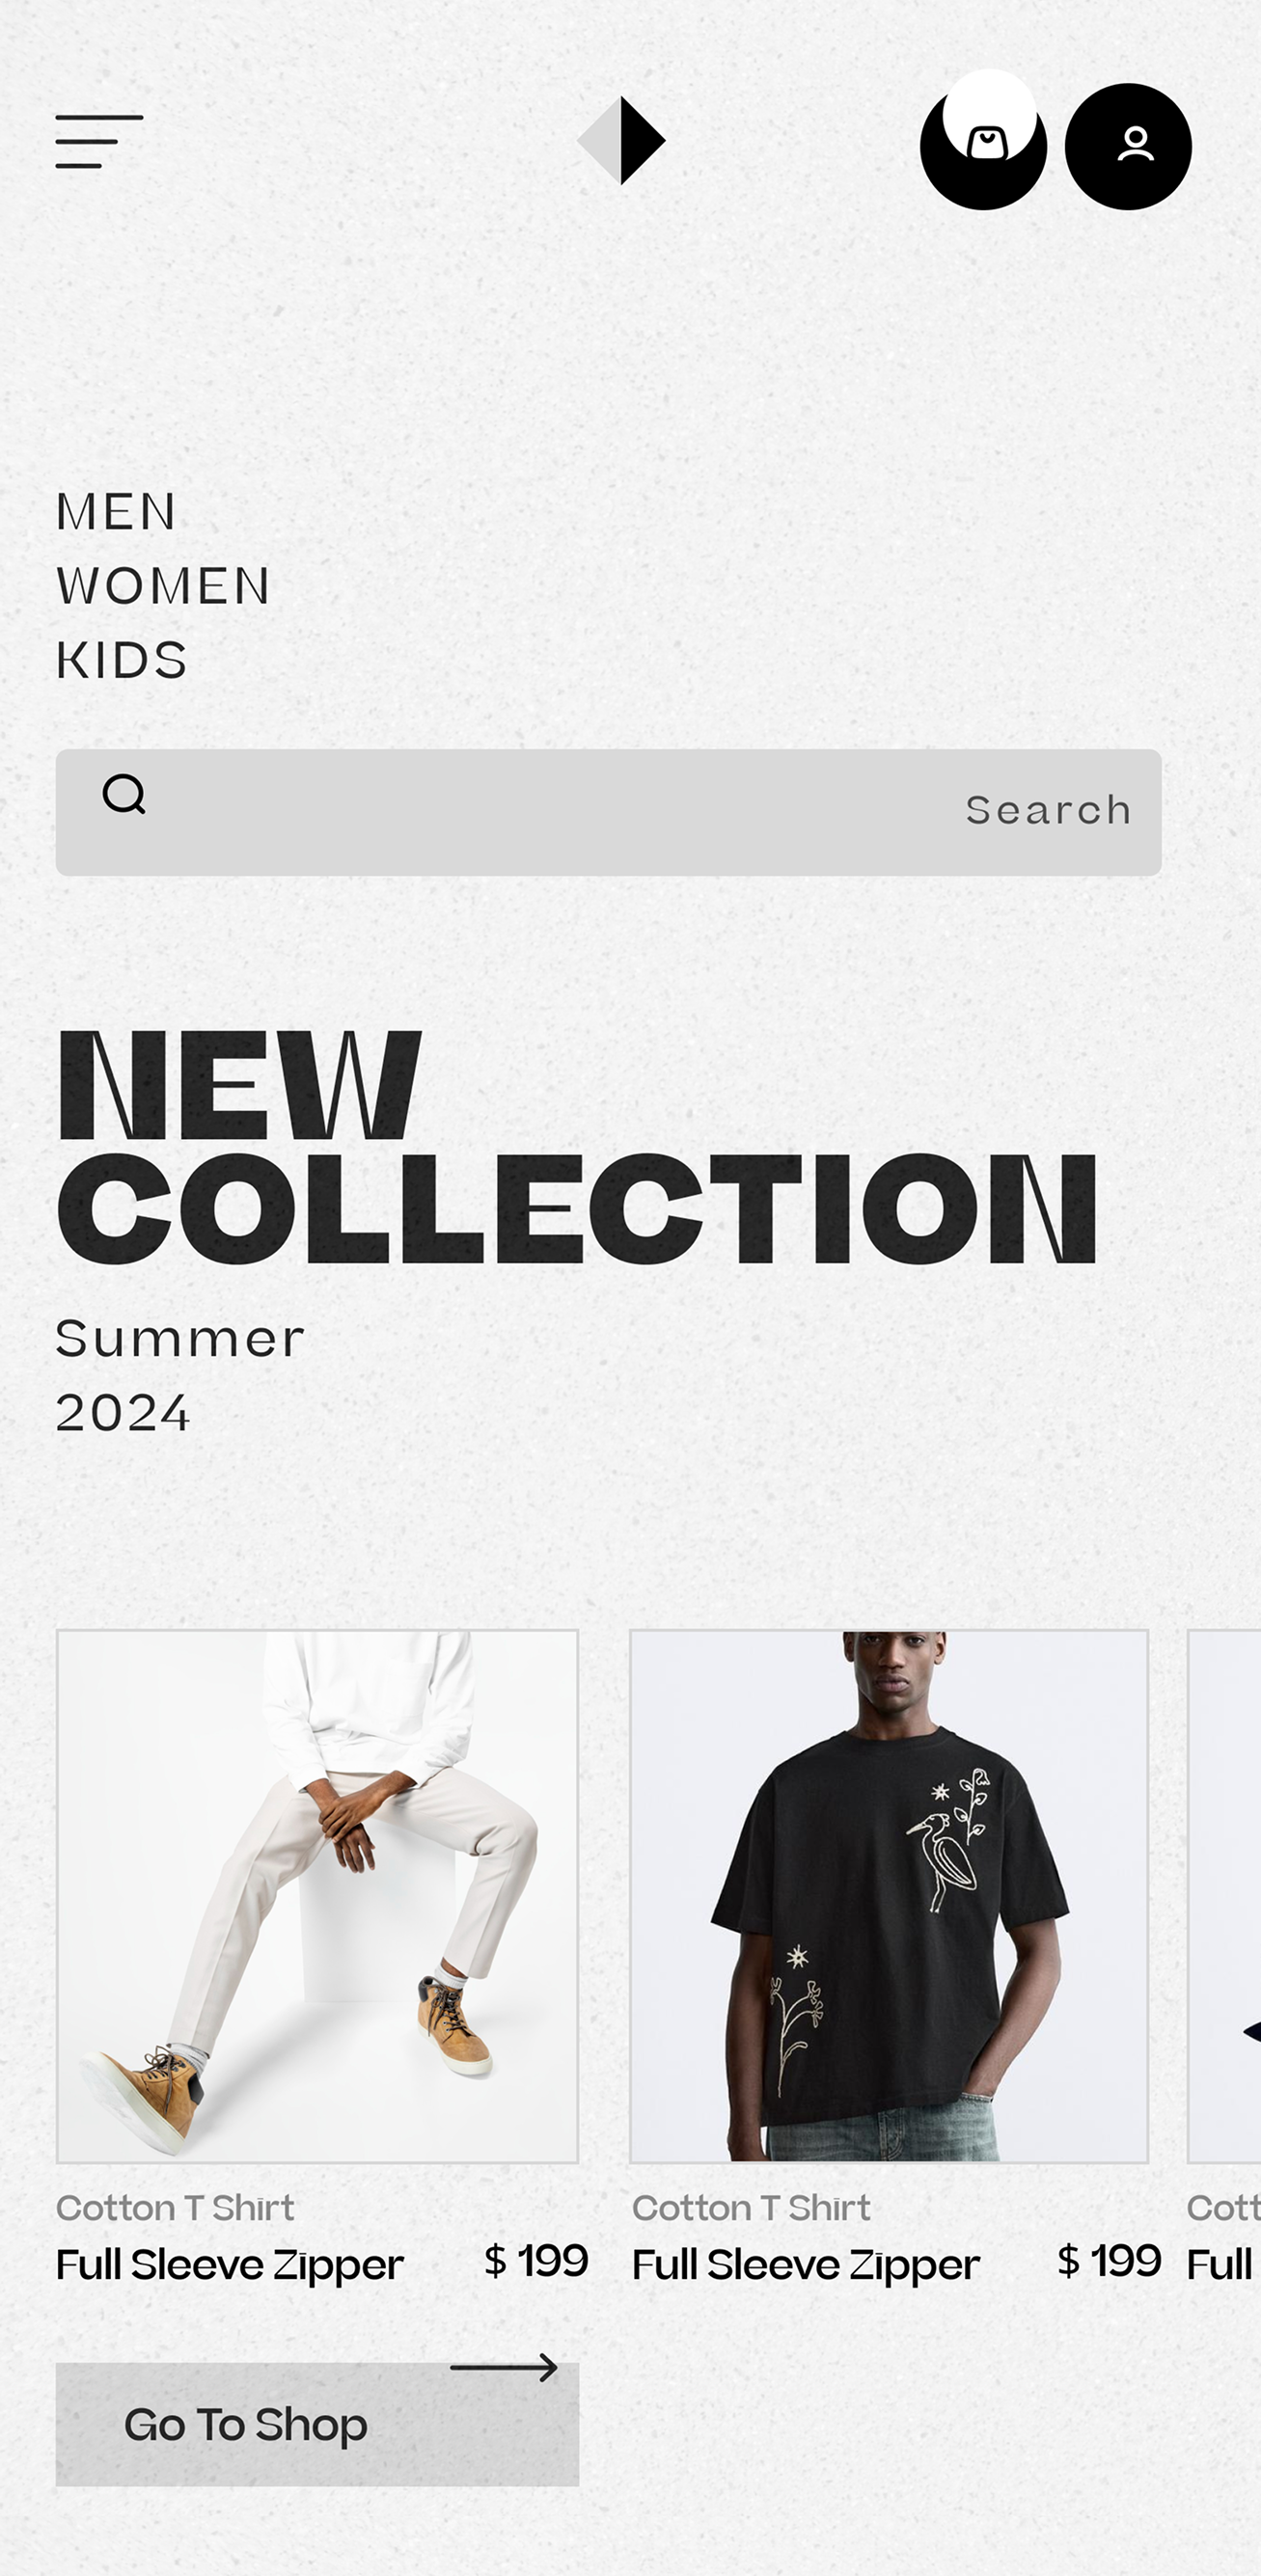 MEN
WOMEN
KIDS
Search
NEW
COLLECTION
Summer
2024
Cotton T Shirt
Full Sleeve Zipper $ 199
Cotton T Shirt
Full Sleeve Zipper $ 199
Cott
Full
Go To Shop